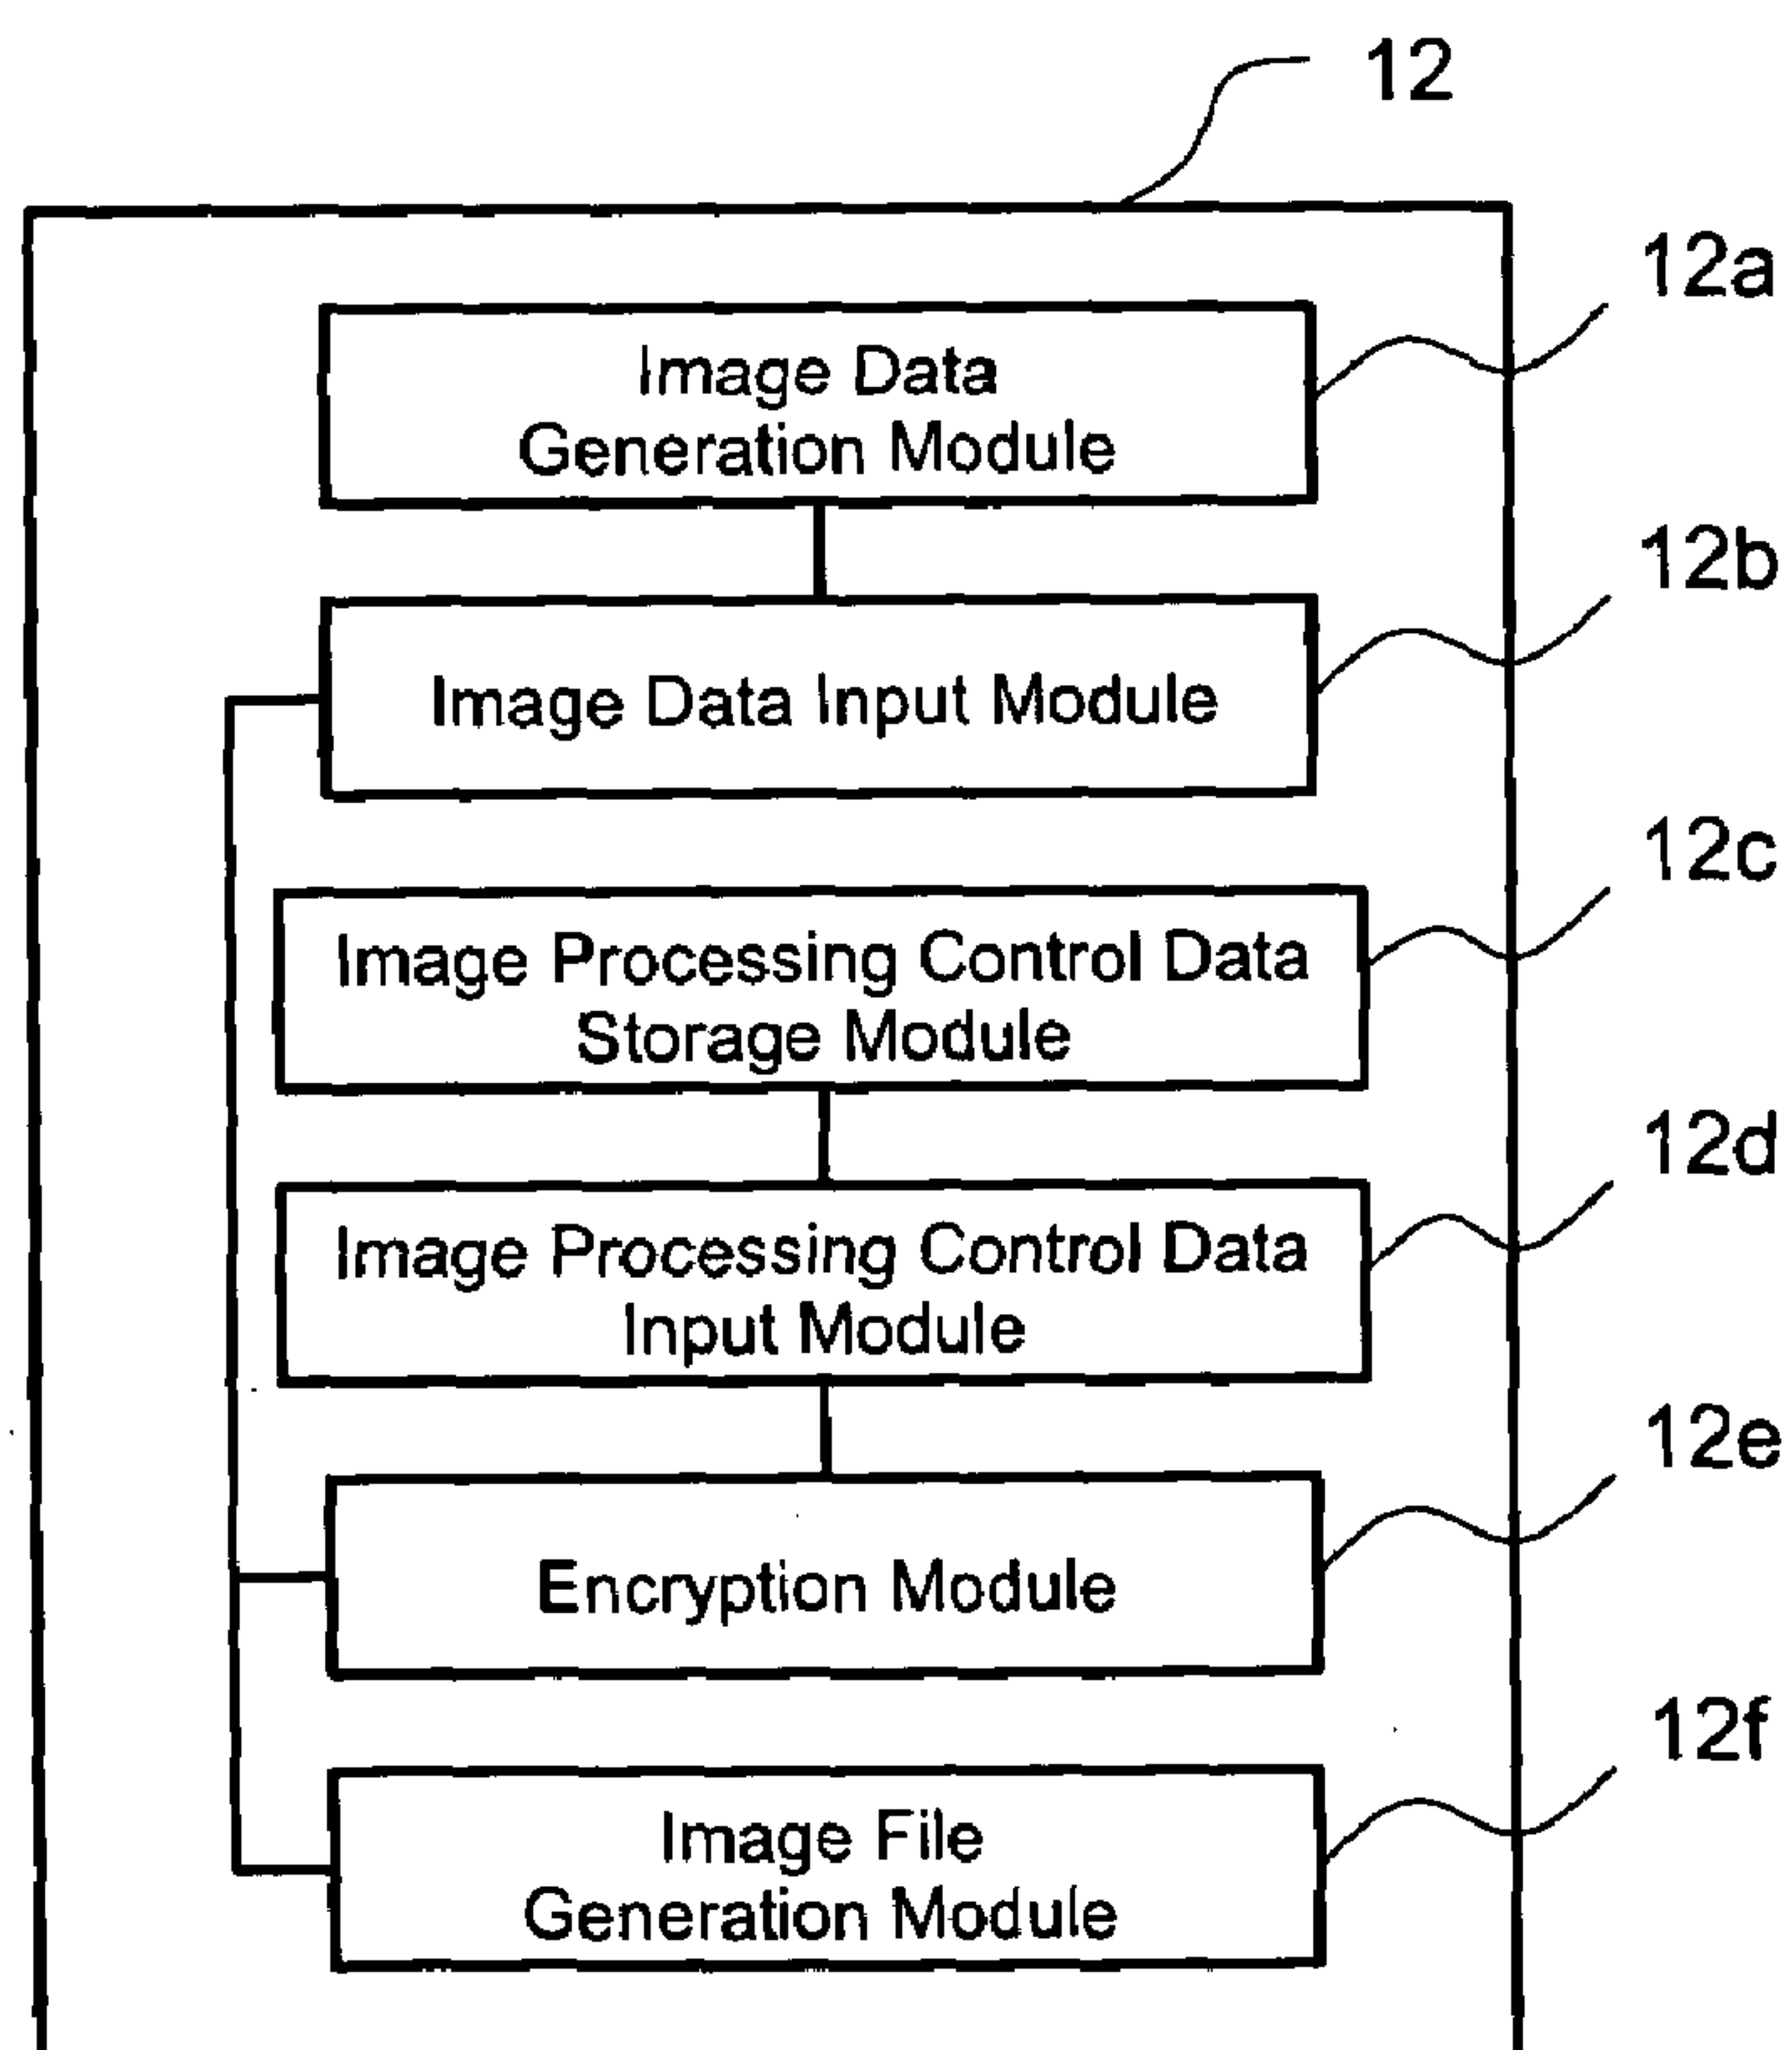 12
12a
Image Data
Generation Module
12b
Image Data Input Module
12c
Image Processing Control Data
Storage Module
12d
Image Processing Control Data
Input Module
12e
Encryption Module
12f
Image File
Generation Module